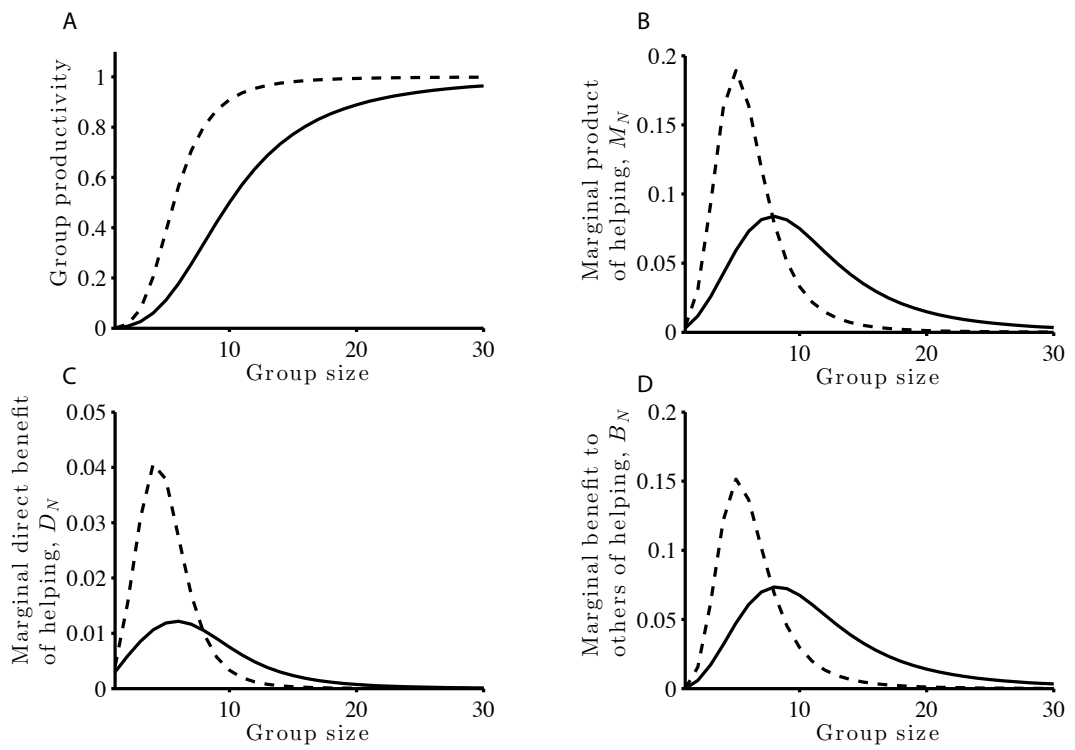 A
Group productivity
1
0.8
0.6
0.4
0.2
0
10
20
30
Group size
B
Marginal product
of helping, M_N
0.2
0.15
0.1
0.05
0
10
20
30
Group size
C
Marginal direct benefit
of helping, D_N
0.05
0.04
0.03
0.02
0.01
0
10
20
30
Group size
D
Marginal benefit to
others of helping, B_N
0.2
0.15
0.1
0.05
0
10
20
30
Group size